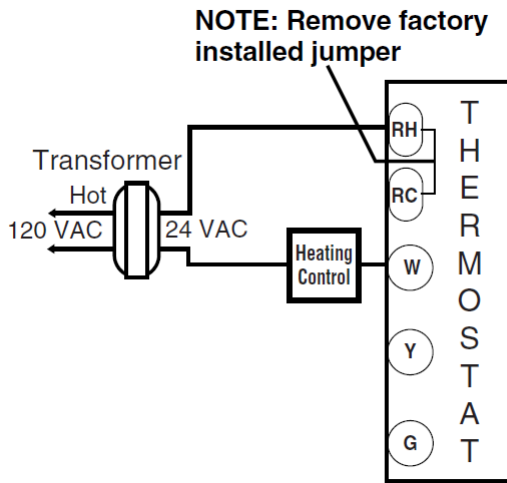 NOTE: Remove factory
installed jumper
RH
RC
Transformer
Hot
120 VAC
24 VAC
Heating
Control
W
Y
G
T
H
E
R
M
O
S
T
A
T